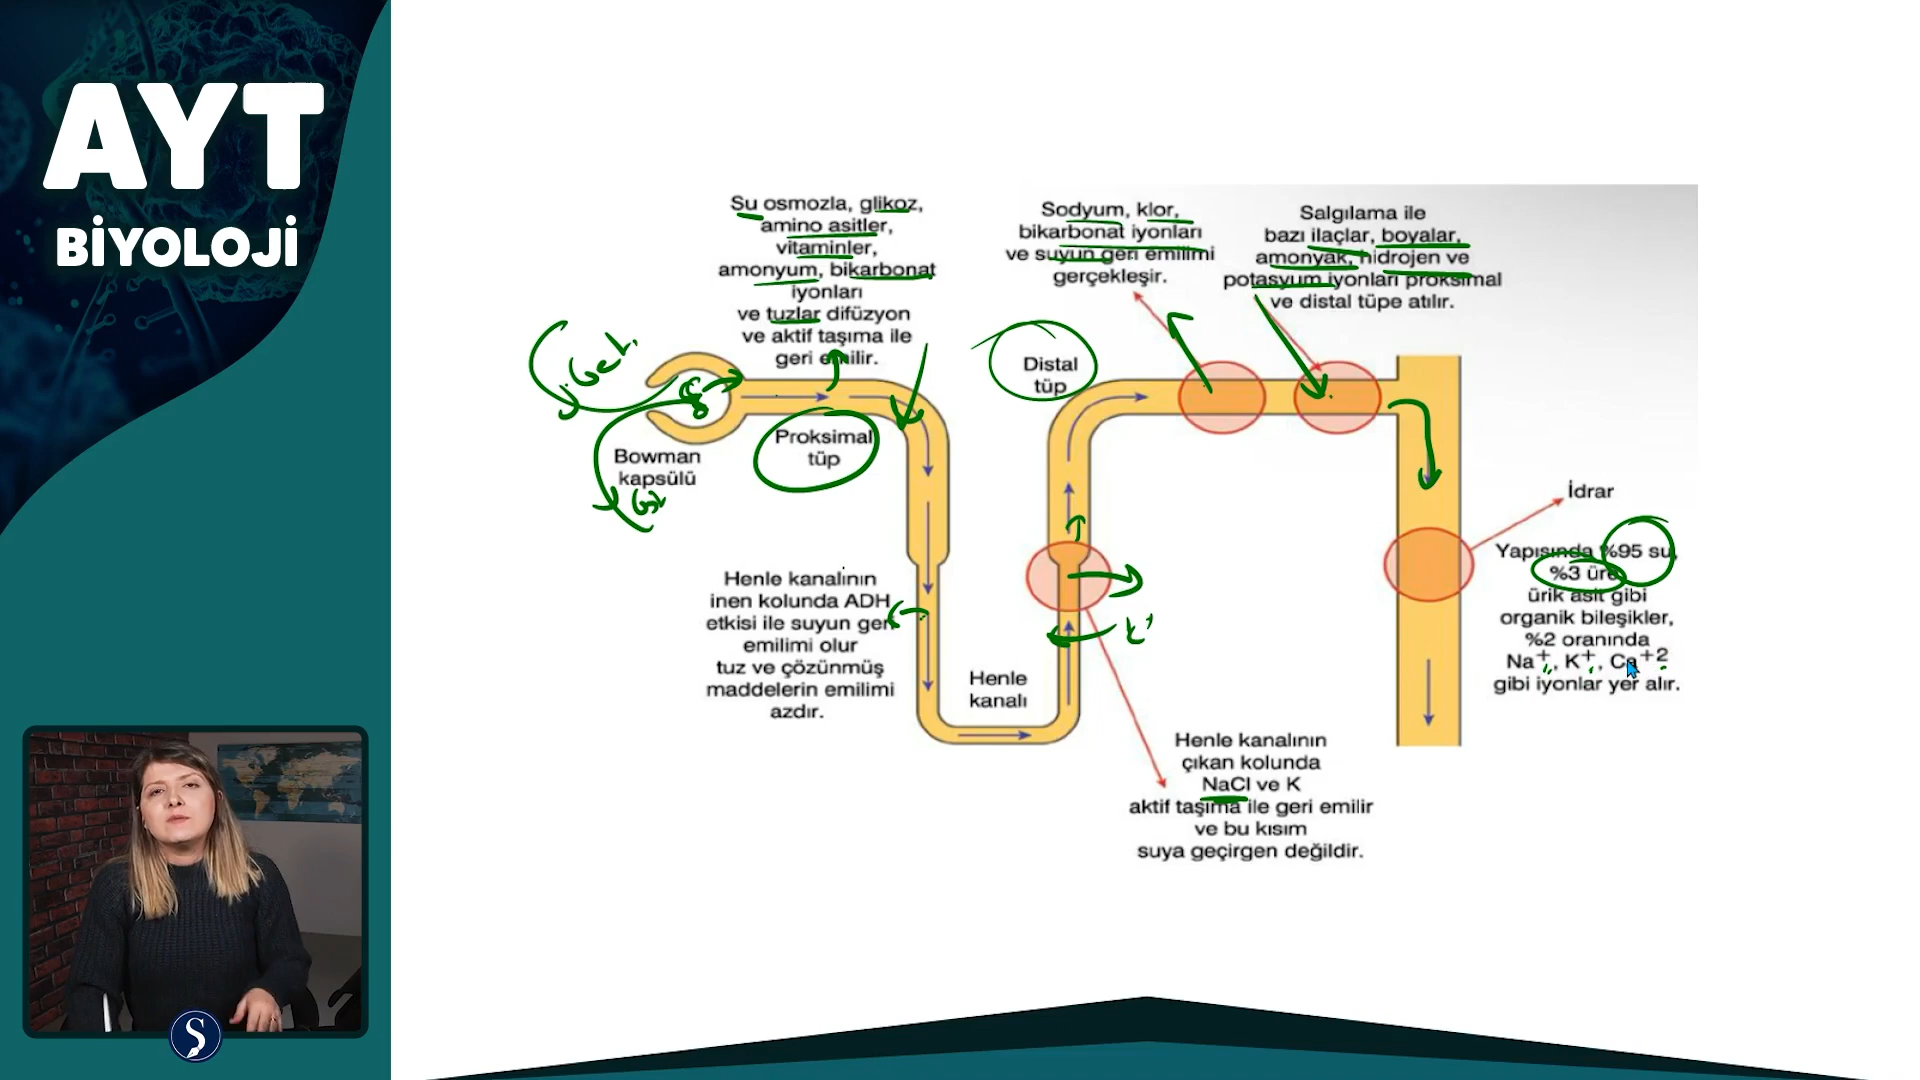 AYT
BİYOLOJİ
Su osmozla, glikoz,
amino asitler,
vitaminler,
amonyum, bikarbonat
iyonları
ve tuzlar difüzyon
ve aktif taşıma ile
geri emilir.
Sodyum, klor,
bikarbonat iyonları
ve suyun geri emilimi
gerçekleşir.
Salgılama ile
bazı ilaçlar, boyalar,
amonyak, hidrojen ve
potasyum iyonları proksimal
ve distal tüpe atılır.
Get.
Distal
tüp
Proksimal
tüp
Bowman
kapsülü
İdrar
Yapısında %95 su,
%3 üre
ürik asit gibi
organik bileşikler,
%2 oranında
Na+, K+, Ca+2
gibi iyonlar yer alır.
Henle kanalının
inen kolunda ADH
etkisi ile suyun geri
emilimi olur
tuz ve çözünmüş
maddelerin emilimi
azdır.
Henle
kanalı
Henle kanalının
çıkan kolunda
NaCl ve K
aktif taşıma ile geri emilir
ve bu kısım
suya geçirgen değildir.
S